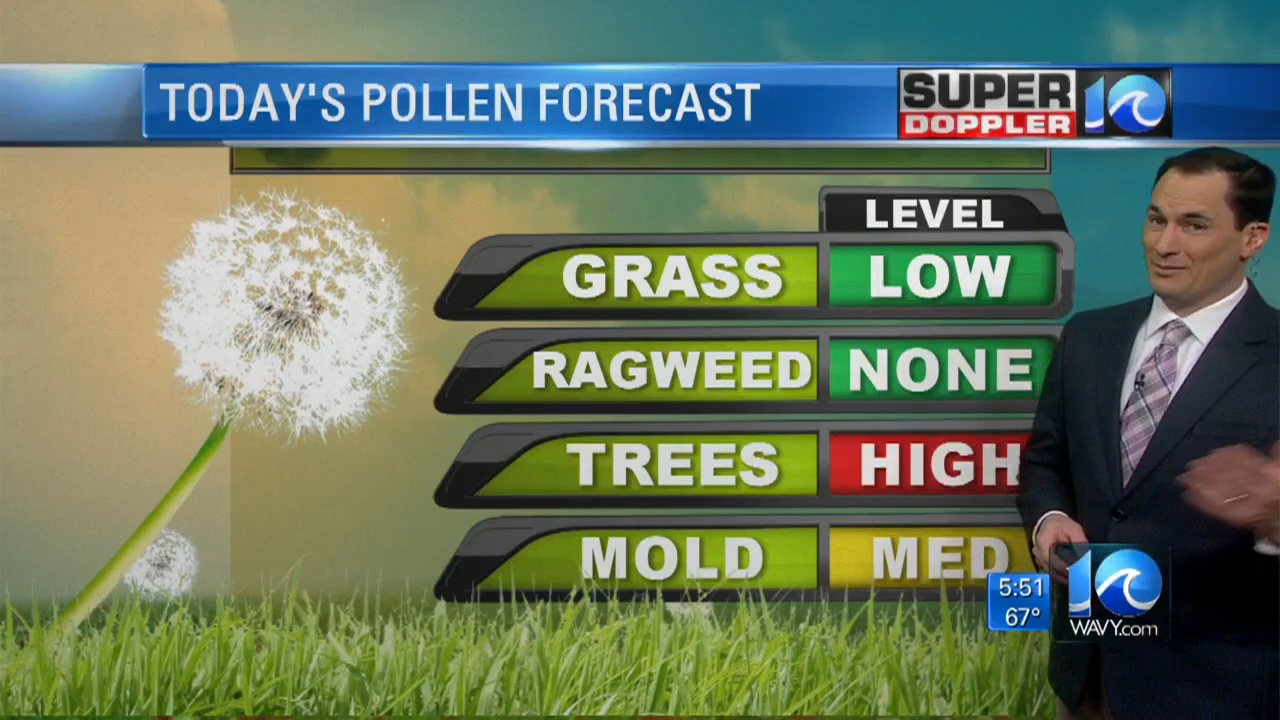 TODAY'S POLLEN FORECAST
SUPER
DOPPLER
10
LEVEL
GRASS LOW
RAGWEED NONE
TREES HIGH
MOLD MED
5:51
67°
10
WAVY.com